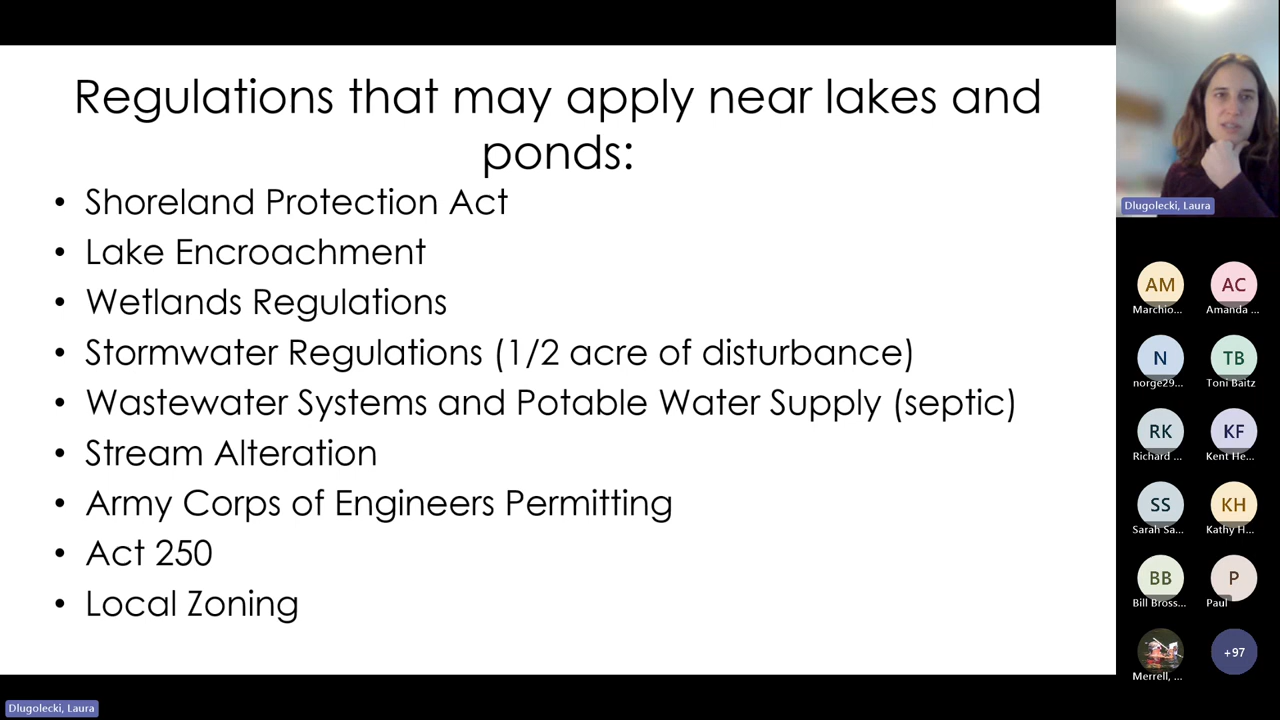 Regulations that may apply near lakes and
ponds:
• Shoreland Protection Act
• Lake Encroachment
• Wetlands Regulations
• Stormwater Regulations (1/2 acre of disturbance)
• Wastewater Systems and Potable Water Supply (septic)
• Stream Alteration
• Army Corps of Engineers Permitting
• Act 250
• Local Zoning
Dlugolecki, Laura
AM AC
Marchio... Amanda ...
N TB
norge29... Toni Baitz
RK KF
Richard ... Kent He...
SS KH
Sarah Sa... Kathy H...
BB P
Bill Bross... Paul
+97
Merrell, ...
Dlugolecki, Laura